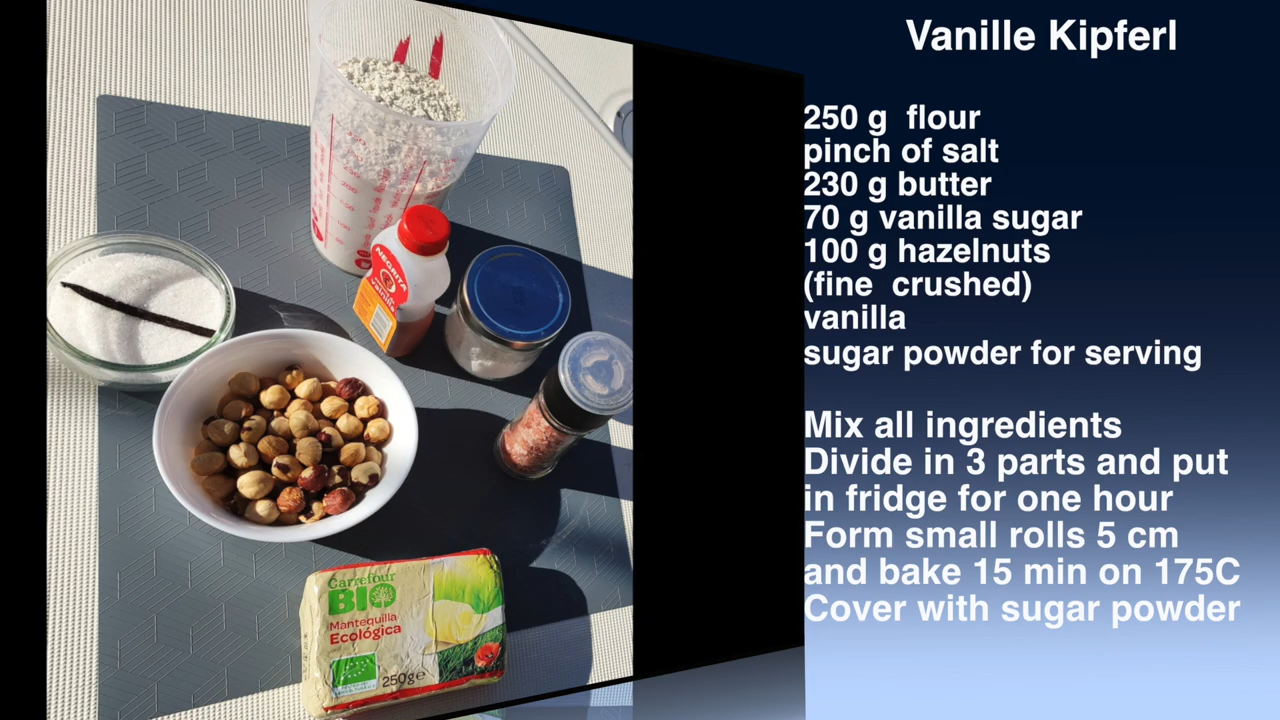 Vanille Kipferl
250 g  flour
pinch of salt
230 g butter
70 g vanilla sugar
100 g hazelnuts
(fine  crushed)
vanilla
sugar powder for serving
Mix all ingredients
Divide in 3 parts and put
in fridge for one hour
Form small rolls 5 cm
and bake 15 min on 175C
Cover with sugar powder
NEGRITA
vainilla
Carrefour
BIO
Mantequilla
Ecológica
250g e